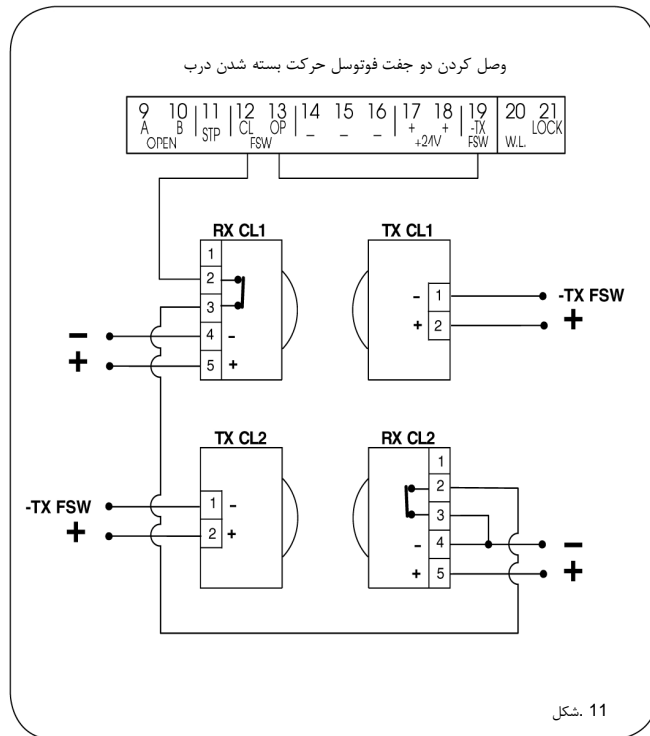 وصل کردن دو جفت فوتوسل حرکت بسته شدن درب
9 10 11 12 13 14 15 16 17 18 19 20 21
A B STP CL OP _ _ _ + + -TX W.L. LOCK
OPEN FSW +24V FSW
RX CL1
1
2
3
4 -
5 +
- +
TX CL1
- 1
+ 2
-TX FSW
+
TX CL2
1 -
2 +
-TX FSW
+
RX CL2
1
2
3
- 4
+ 5
-
+
شکل. 11